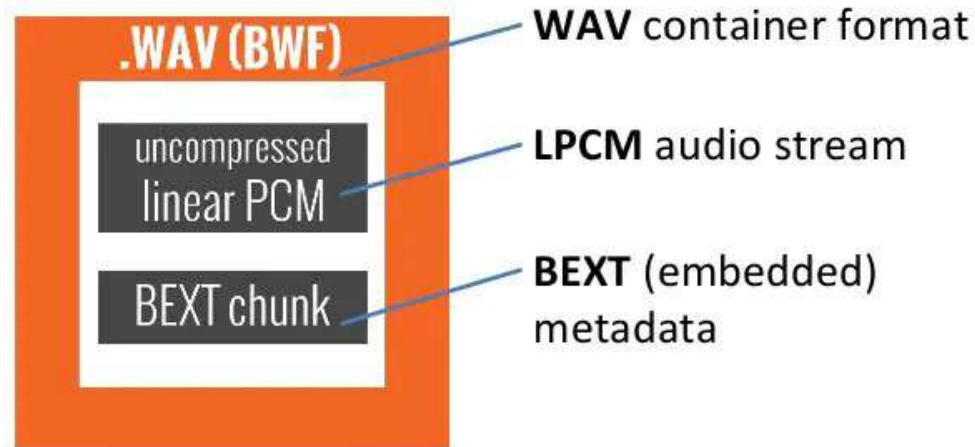 .WAV (BWF)
uncompressed
linear PCM
BEXT chunk
WAV container format
LPCM audio stream
BEXT (embedded)
metadata